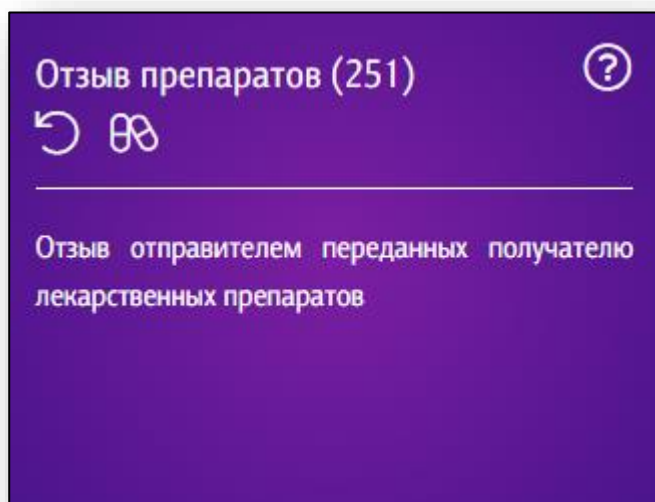 Отзыв препаратов (251)
Отзыв отправителем переданных получателю
лекарственных препаратов